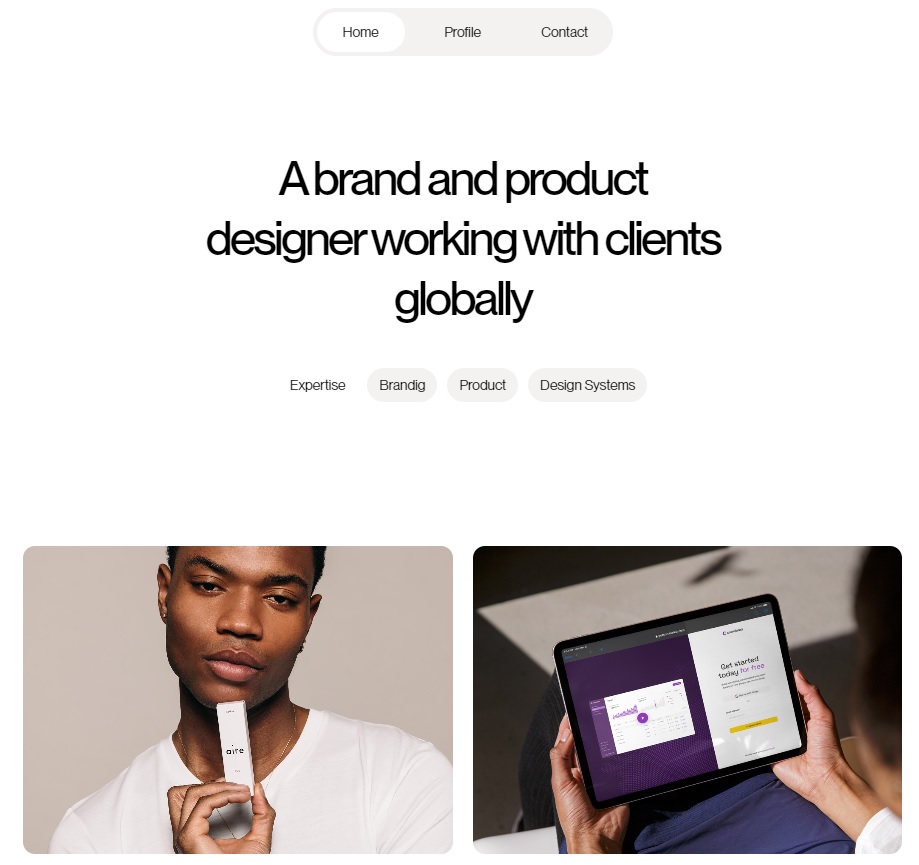 Home
Profile
Contact
A brand and product
designer working with clients
globally
Expertise
Brandig
Product
Design Systems
aire
Get started
today for free